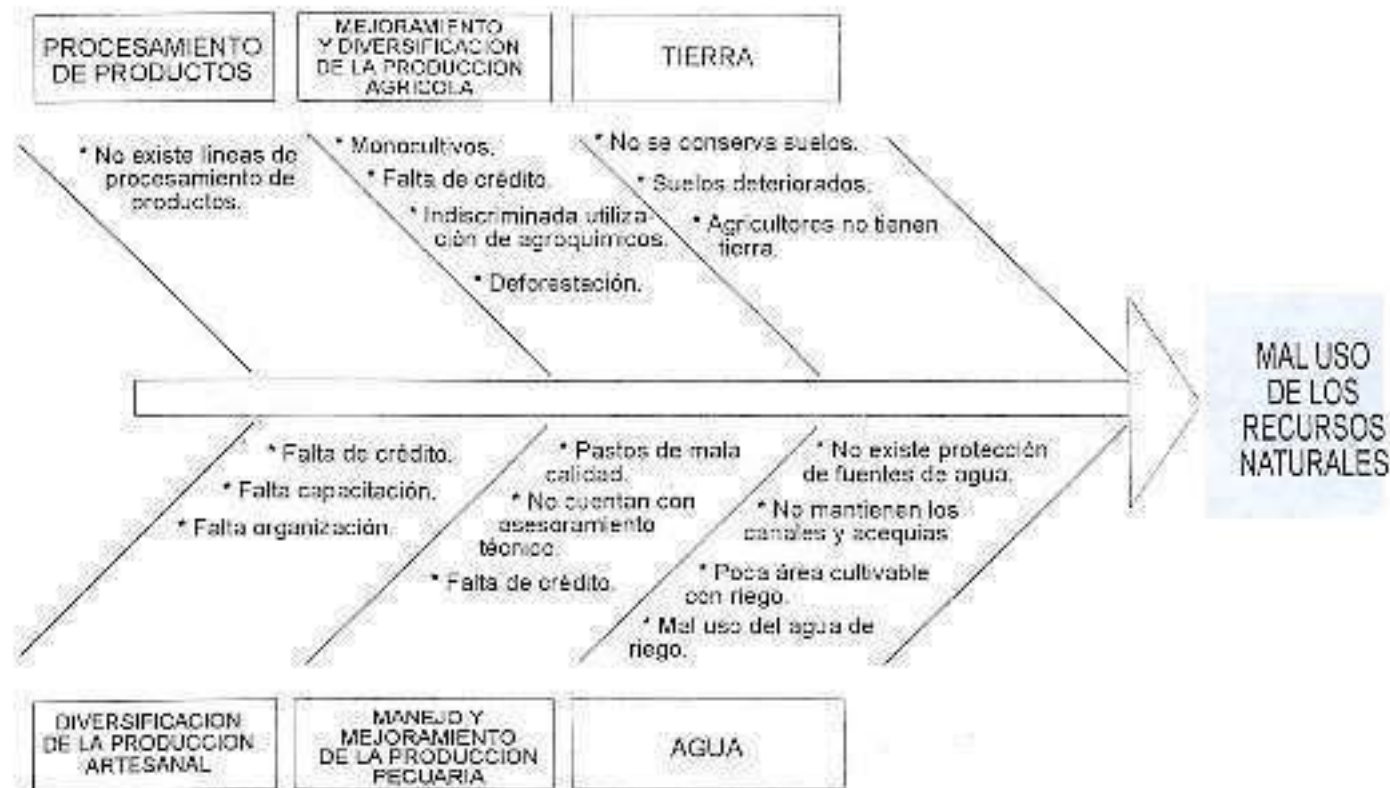 PROCESAMIENTO
DE PRODUCTOS
MEJORAMIENTO
Y DIVERSIFICACION
DE LA PRODUCCION
AGRICOLA
TIERRA
* No existe lineas de
procesamiento de
productos.
* Monocultivos.
* Falta de crédito.
* Indiscriminada utiliza-
ción de agroquímicos.
* Deforestación.
* No se conserva suelos.
* Suelos deteriorados.
* Agricultores no tienen
tierra.
MAL USO
DE LOS
RECURSOS
NATURALES
* Falta de crédito.
* Falta capacitación.
* Falta organización.
* Pastos de mala
calidad.
* No cuentan con
asesoramiento
técnico.
* Falta de crédito.
* No existe protección
de fuentes de agua.
* No mantienen los
canales y acequias
* Poca área cultivable
con riego.
* Mal uso del agua de
riego.
DIVERSIFICACION
DE LA PRODUCCION
ARTESANAL
MANEJO Y
MEJORAMIENTO
DE LA PRODUCCION
PECUARIA
AGUA